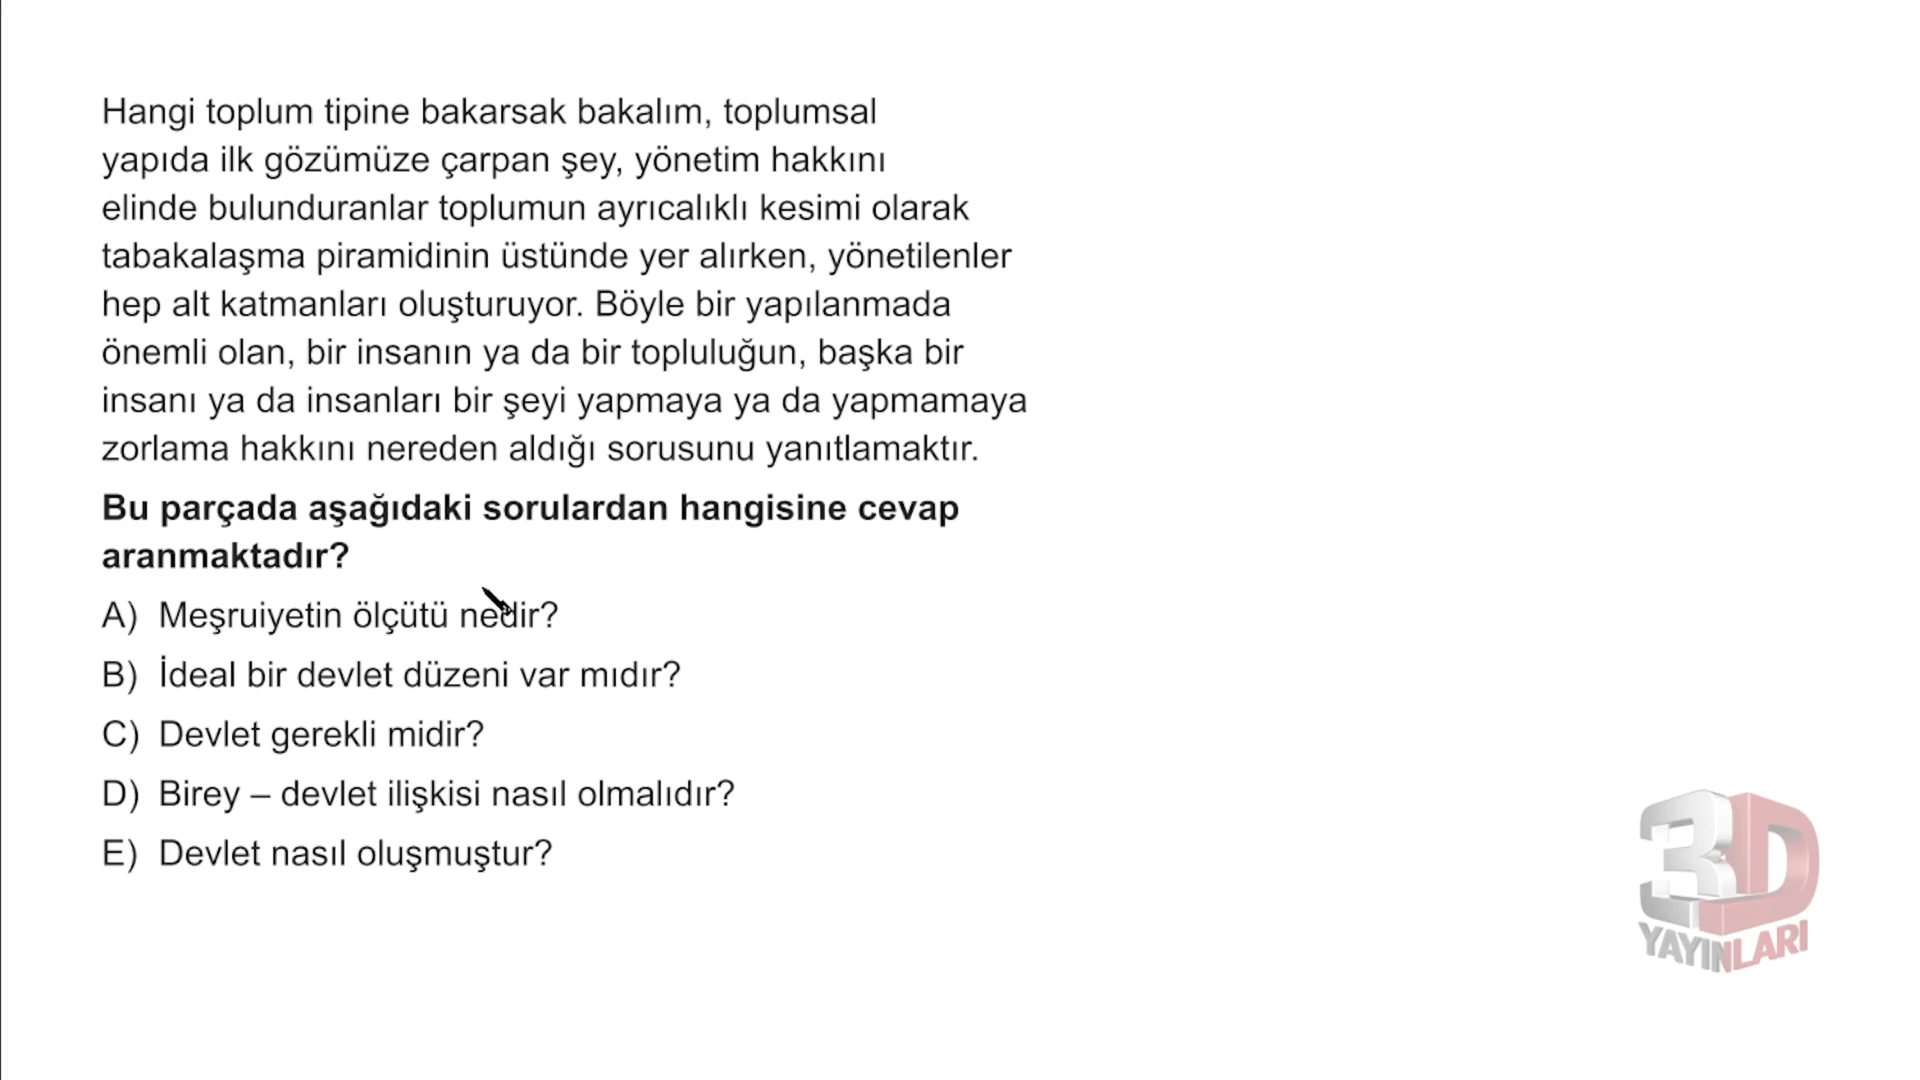 Hangi toplum tipine bakarsak bakalım, toplumsal
yapıda ilk gözümüze çarpan şey, yönetim hakkını
elinde bulunduranlar toplumun ayrıcalıklı kesimi olarak
tabakalaşma piramidinin üstünde yer alırken, yönetilenler
hep alt katmanları oluşturuyor. Böyle bir yapılanmada
önemli olan, bir insanın ya da bir topluluğun, başka bir
insanı ya da insanları bir şeyi yapmaya ya da yapmamaya
zorlama hakkını nereden aldığı sorusunu yanıtlamaktır.
Bu parçada aşağıdaki sorulardan hangisine cevap
aranmaktadır?
A) Meşruiyetin ölçütü nedir?
B) İdeal bir devlet düzeni var mıdır?
C) Devlet gerekli midir?
D) Birey – devlet ilişkisi nasıl olmalıdır?
E) Devlet nasıl oluşmuştur?
3D
YAYINLARI